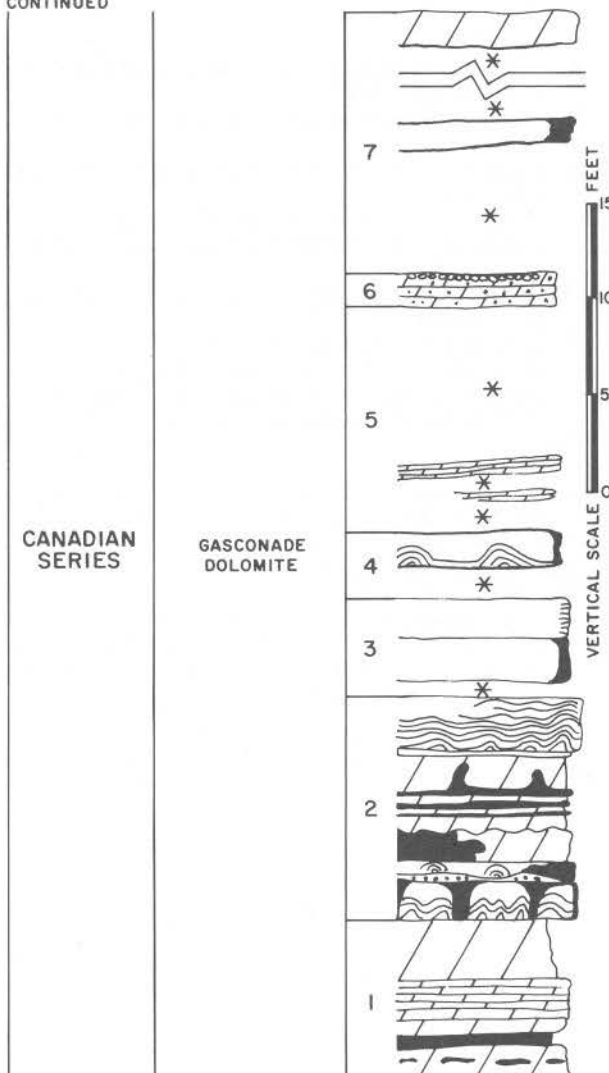 CONTINUED
CANADIAN
SERIES
GASCONADE
DOLOMITE
7
6
5
4
3
2
1
FEET
15
10
5
0
VERTICAL SCALE